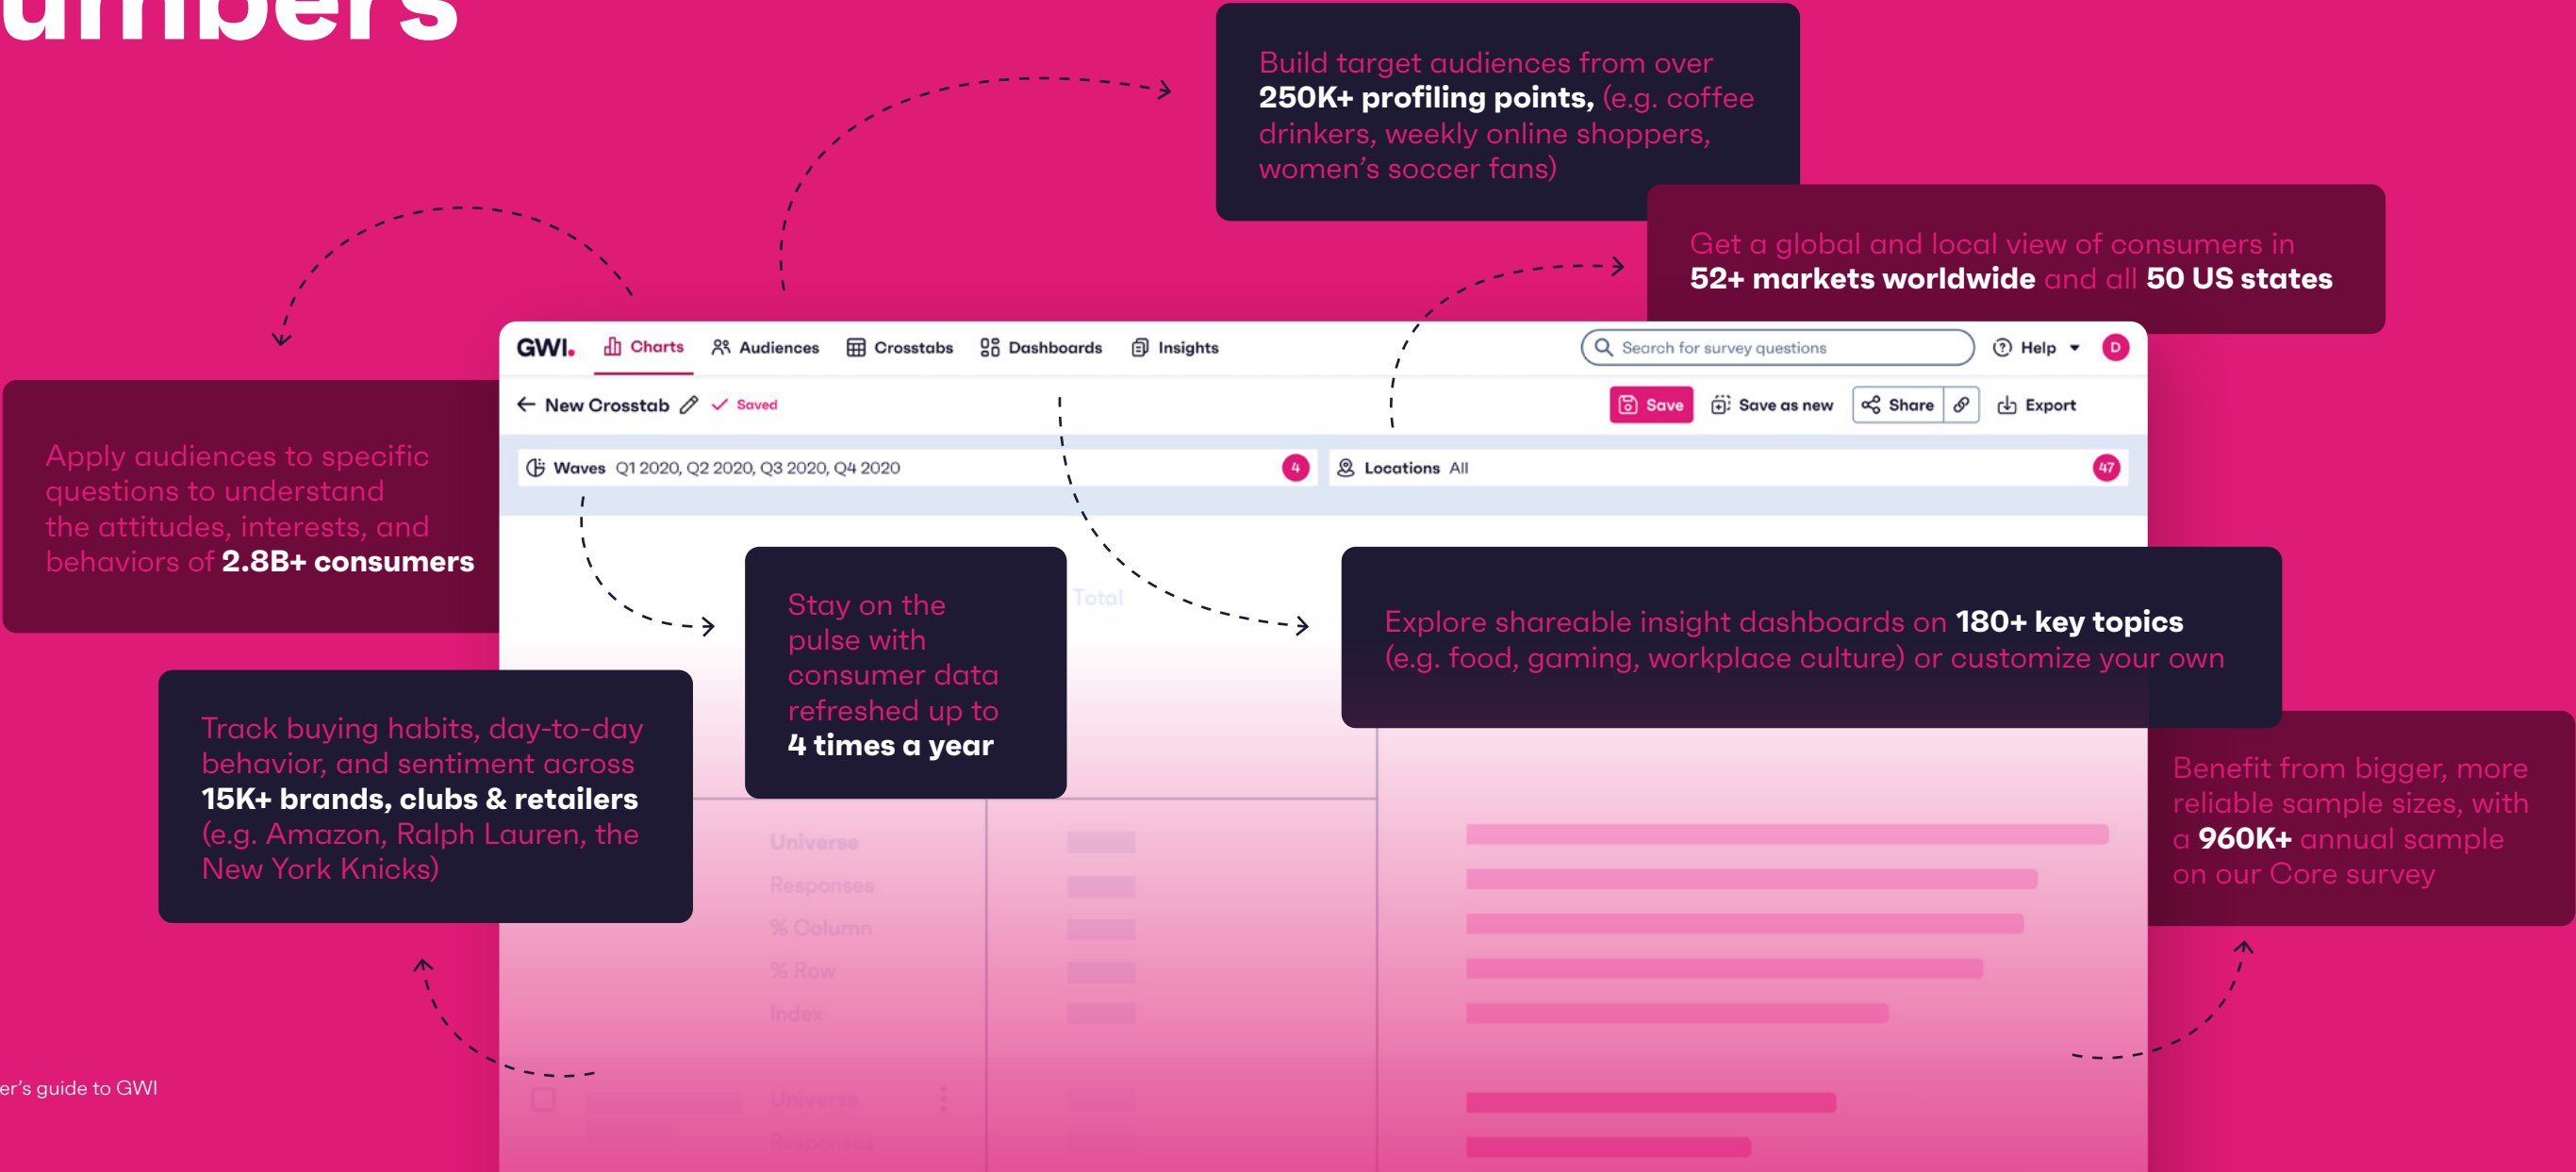 umbers
Build target audiences from over
250K+ profiling points, (e.g. coffee
drinkers, weekly online shoppers,
women's soccer fans)
Get a global and local view of consumers in
52+ markets worldwide and all 50 US states
GWI. Charts Audiences Crosstabs Dashboards Insights Search for survey questions Help D
New Crosstab Saved Save Save as new Share Export
Waves Q1 2020, Q2 2020, Q3 2020, Q4 2020 4 Locations All 47
Apply audiences to specific
questions to understand
the attitudes, interests, and
behaviors of 2.8B+ consumers
Stay on the
pulse with
consumer data
refreshed up to
4 times a year
Total
Explore shareable insight dashboards on 180+ key topics
(e.g. food, gaming, workplace culture) or customize your own
Track buying habits, day-to-day
behavior, and sentiment across
15K+ brands, clubs & retailers
(e.g. Amazon, Ralph Lauren, the
New York Knicks)
Benefit from bigger, more
reliable sample sizes, with
a 960K+ annual sample
on our Core survey
Universe
Responses
% Column
% Row
Index
Universe
Responses
er's guide to GWI